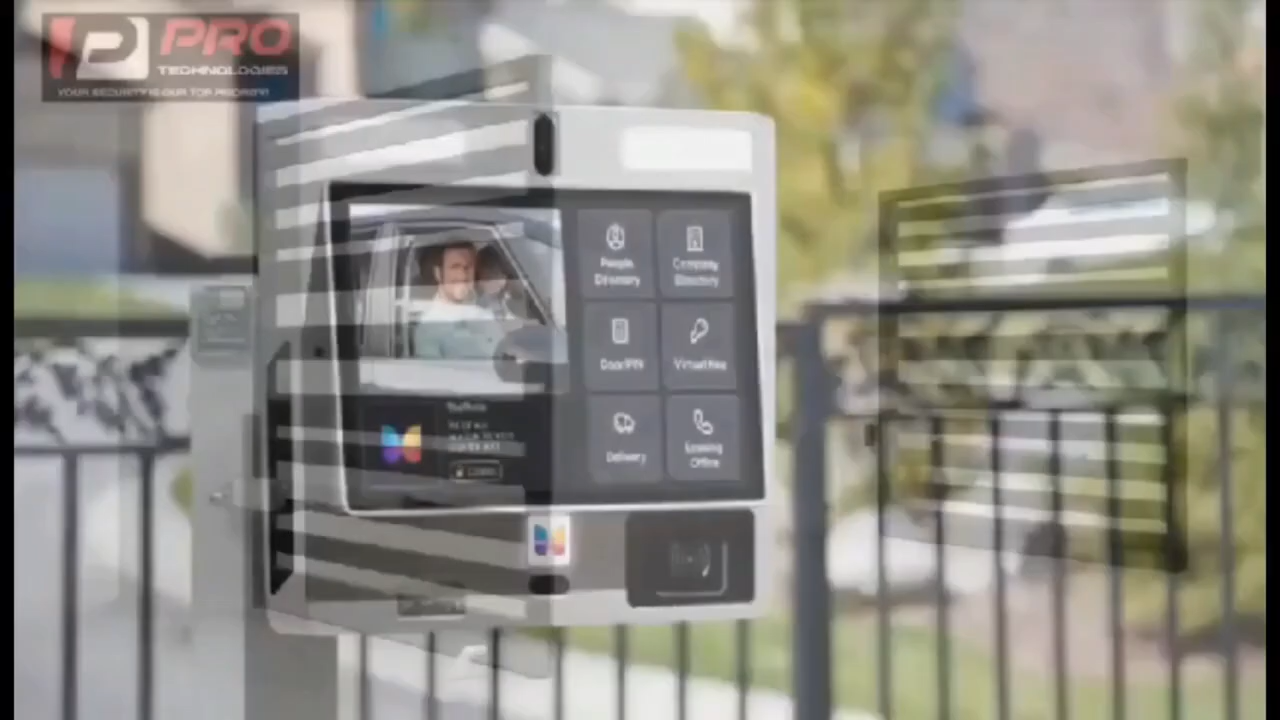 PRO
TECHNOLOGIES
YOUR SECURITY IS OUR TOP PRIORITY
People
Directory
Company
Directory
Door PIN
Virtual Key
Delivery
Leasing
Office